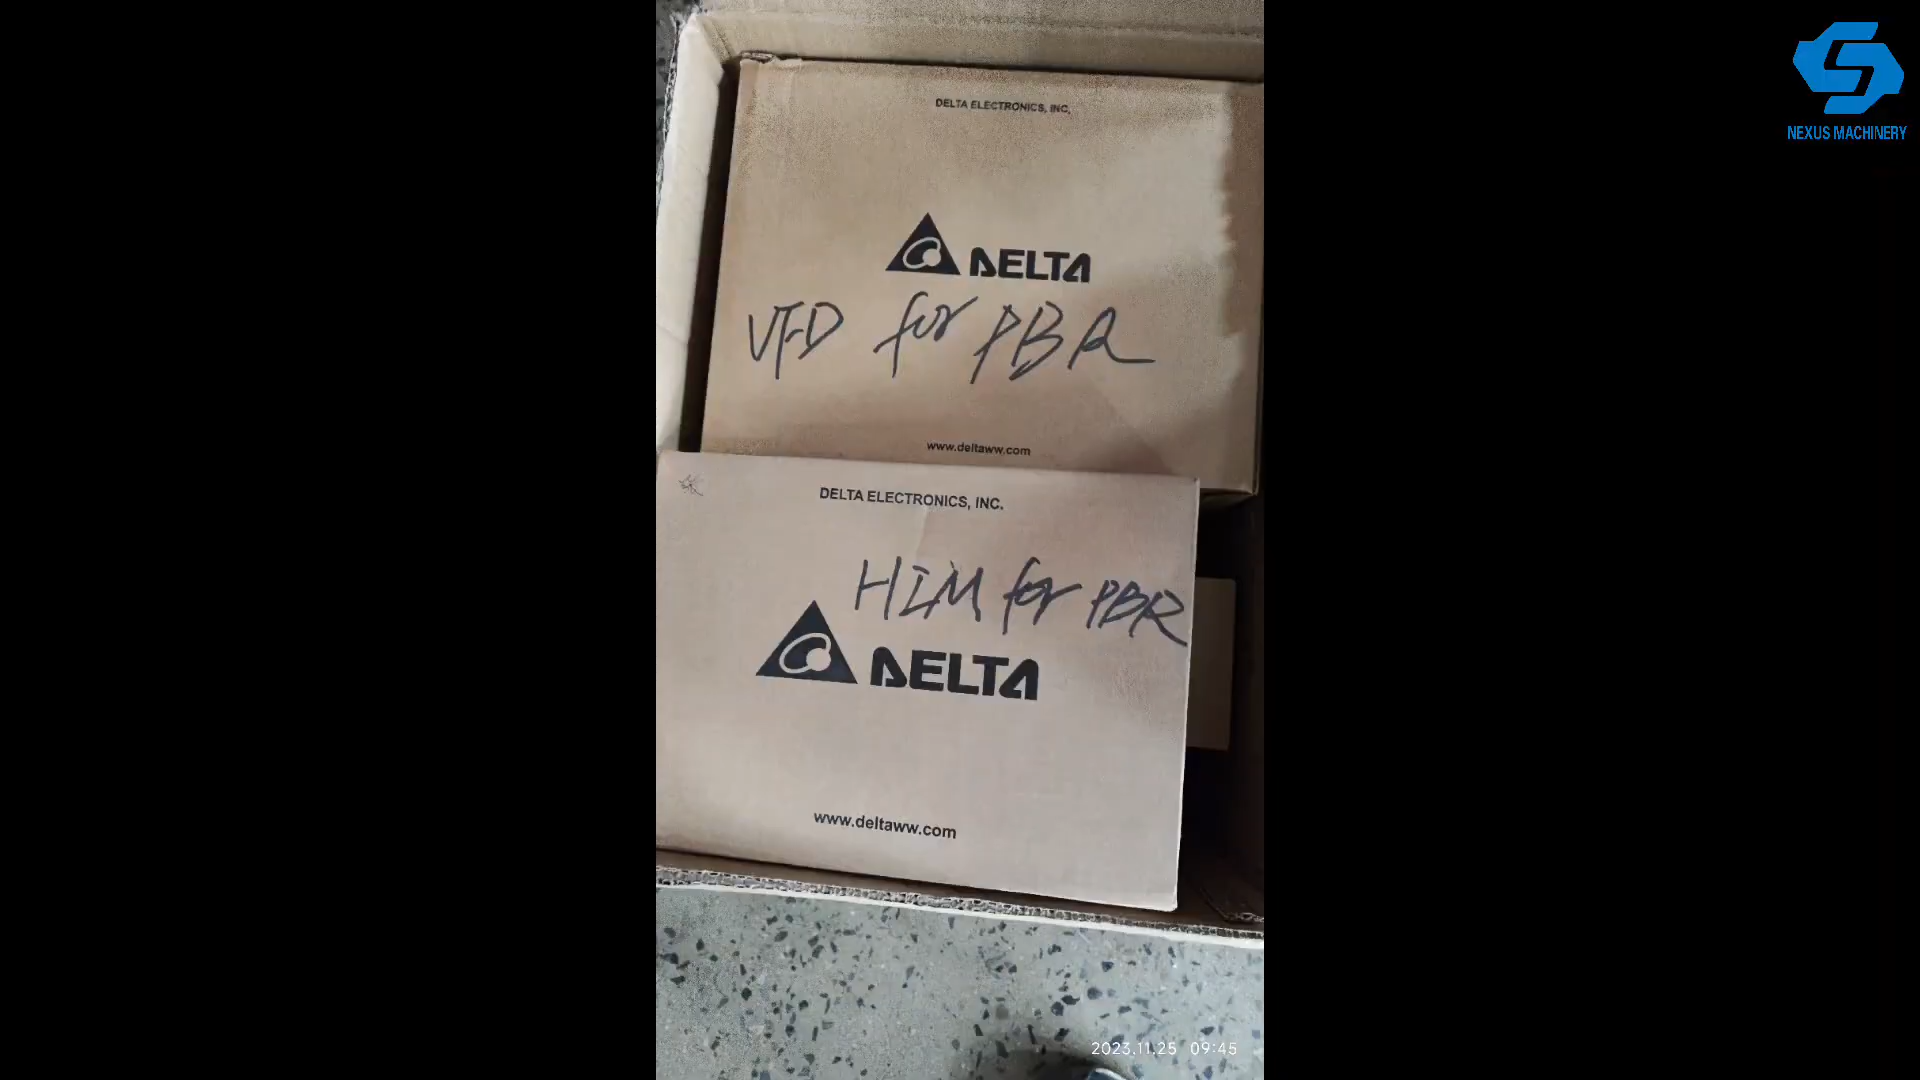 DELTA ELECTRONICS, INC.
DELTA
VFD for PBR
www.deltaww.com
DELTA ELECTRONICS, INC.
HIM for PBR
DELTA
www.deltaww.com
2023.11.25 09:45
NEXUS MACHINERY